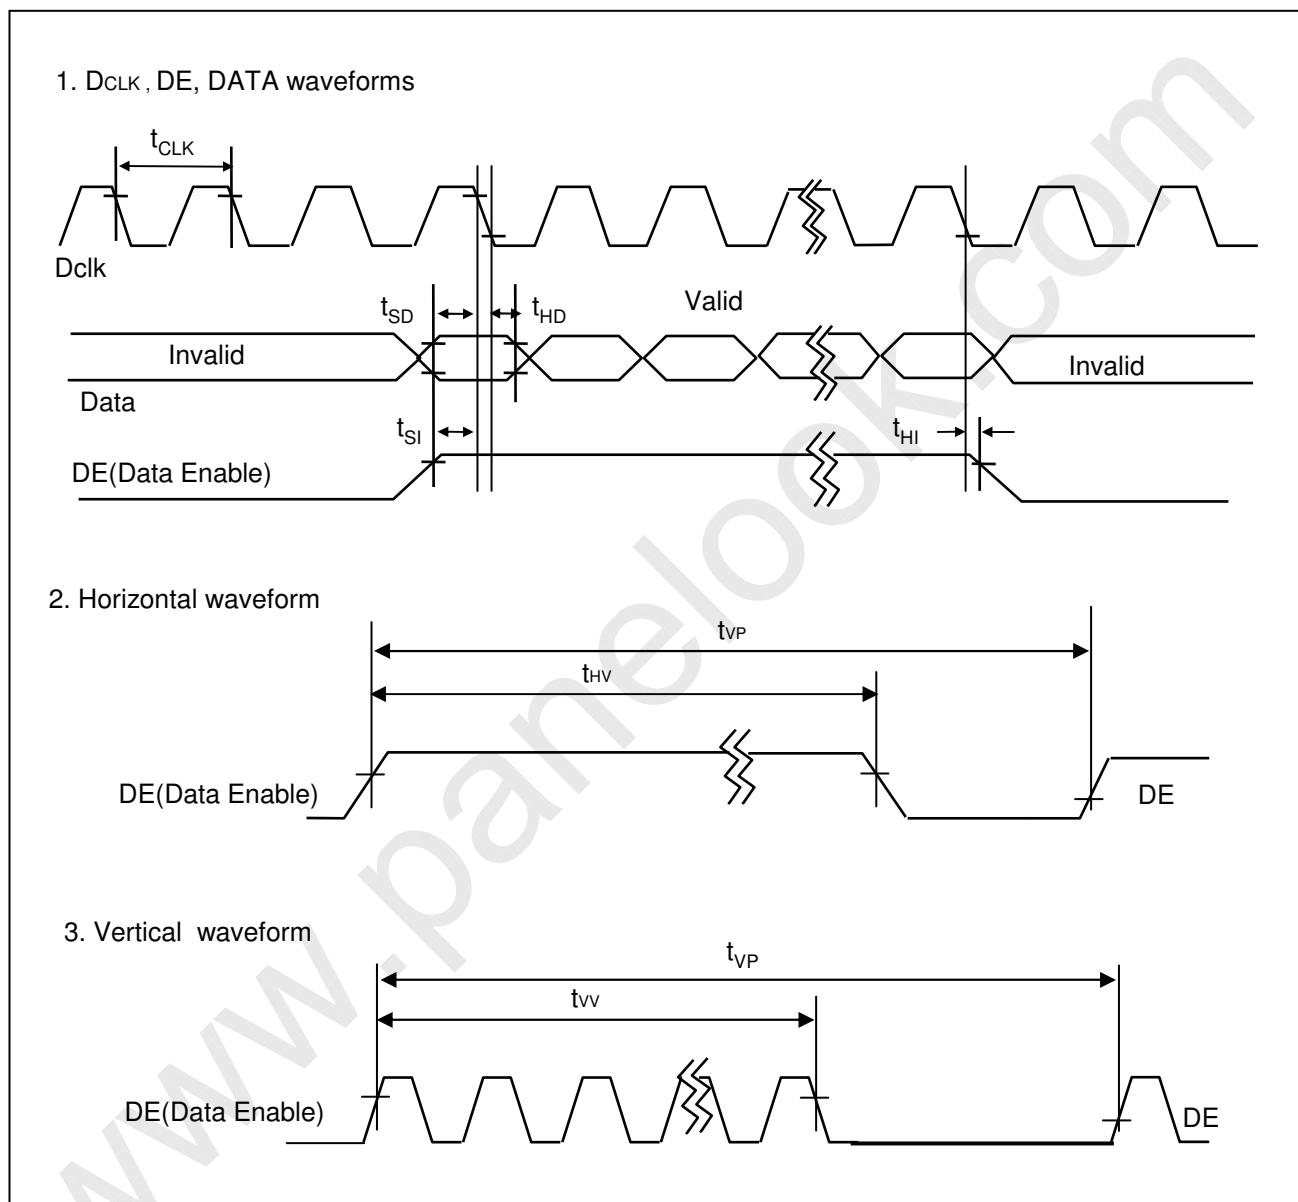 1. DCLK , DE, DATA waveforms
tCLK
Dclk
tSD
tHD
Valid
Invalid
Invalid
Data
tSI
tHI
DE(Data Enable)
2. Horizontal waveform
tVP
tHV
DE(Data Enable)
DE
3. Vertical waveform
tVP
tVV
DE(Data Enable)
DE
www.panelook.com